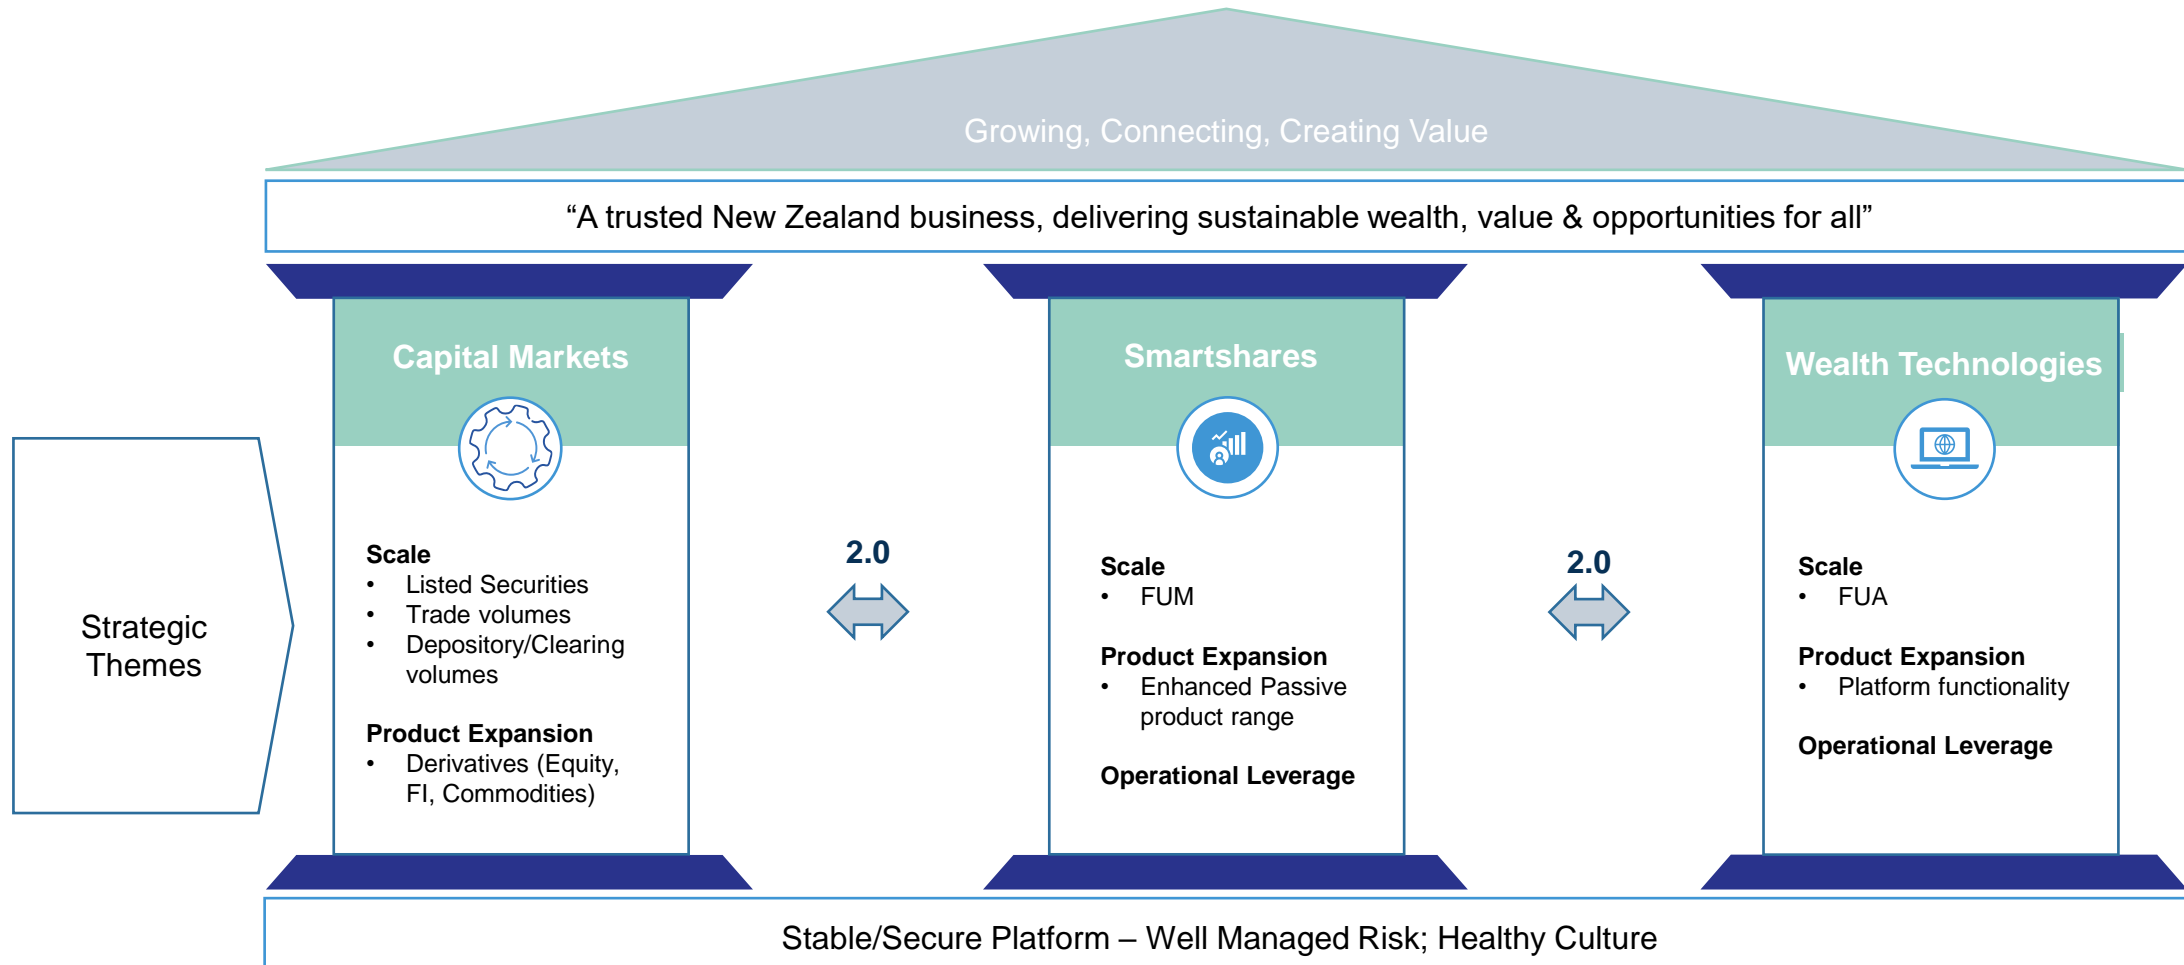 Growing, Connecting, Creating Value
“A trusted New Zealand business, delivering sustainable wealth, value & opportunities for all”
Strategic
Themes
Capital Markets
Scale
• Listed Securities
• Trade volumes
• Depository/Clearing
volumes
Product Expansion
• Derivatives (Equity,
FI, Commodities)
2.0
Smartshares
Scale
• FUM
Product Expansion
• Enhanced Passive
product range
Operational Leverage
2.0
Wealth Technologies
Scale
• FUA
Product Expansion
• Platform functionality
Operational Leverage
Stable/Secure Platform – Well Managed Risk; Healthy Culture